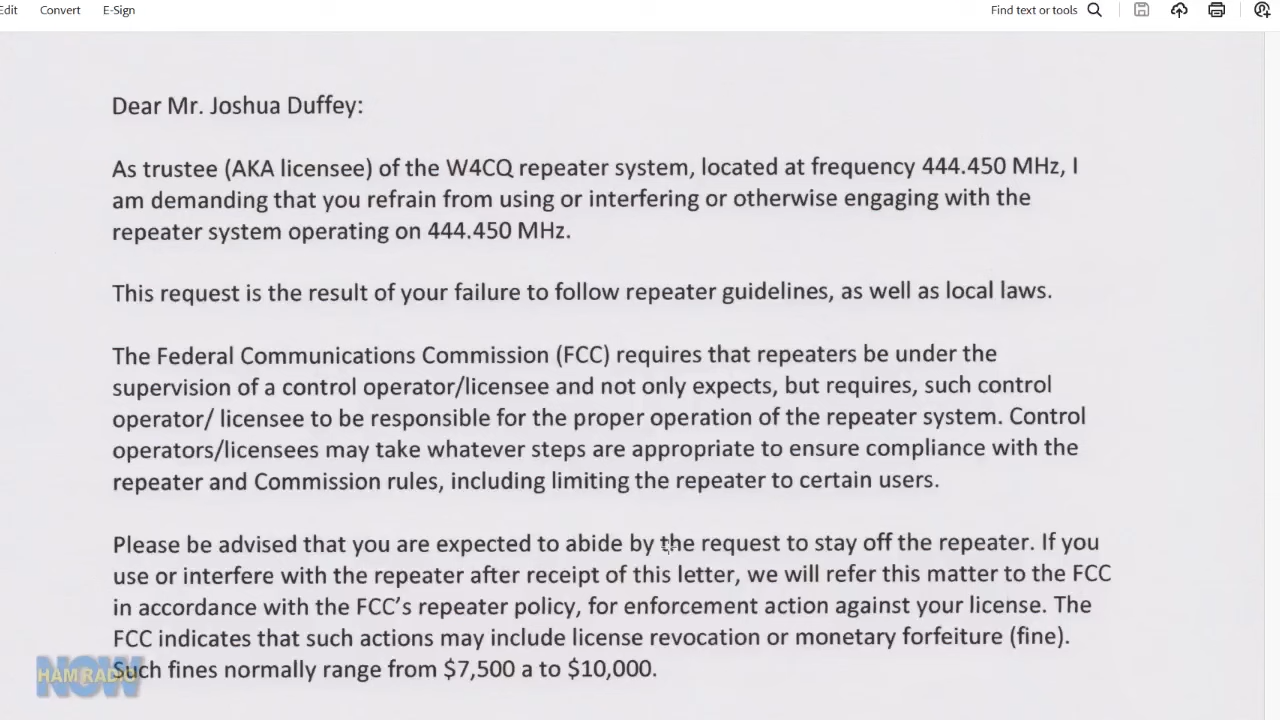 Edit Convert E-Sign Find text or tools
Dear Mr. Joshua Duffey:
As trustee (AKA licensee) of the W4CQ repeater system, located at frequency 444.450 MHz, I
am demanding that you refrain from using or interfering or otherwise engaging with the
repeater system operating on 444.450 MHz.
This request is the result of your failure to follow repeater guidelines, as well as local laws.
The Federal Communications Commission (FCC) requires that repeaters be under the
supervision of a control operator/licensee and not only expects, but requires, such control
operator/ licensee to be responsible for the proper operation of the repeater system. Control
operators/licensees may take whatever steps are appropriate to ensure compliance with the
repeater and Commission rules, including limiting the repeater to certain users.
Please be advised that you are expected to abide by the request to stay off the repeater. If you
use or interfere with the repeater after receipt of this letter, we will refer this matter to the FCC
in accordance with the FCC's repeater policy, for enforcement action against your license. The
FCC indicates that such actions may include license revocation or monetary forfeiture (fine).
Such fines normally range from $7,500 a to $10,000.
HAM RADIO
NOW